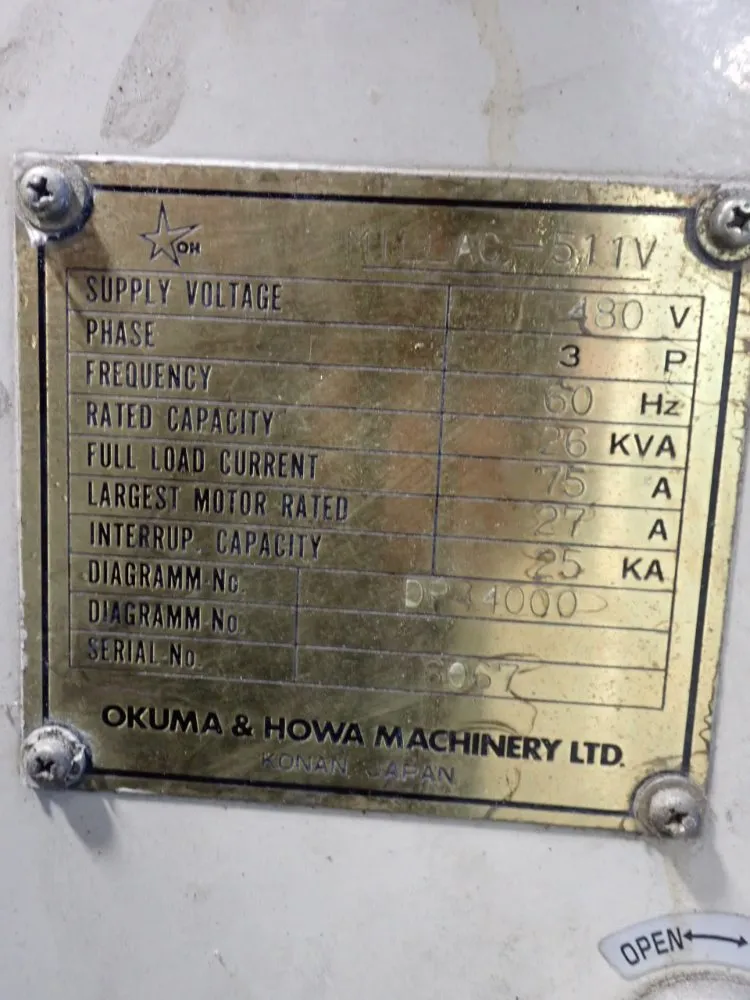 OH
MILLAC-511V
SUPPLY VOLTAGE 480 V
PHASE 3 P
FREQUENCY 60 Hz
RATED CAPACITY 26 KVA
FULL LOAD CURRENT 75 A
LARGEST MOTOR RATED 27 A
INTERRUP. CAPACITY 25 KA
DIAGRAMM No.
DIAGRAMM No.
SERIAL No.
OKUMA & HOWA MACHINERY LTD.
KONAN, JAPAN
OPEN